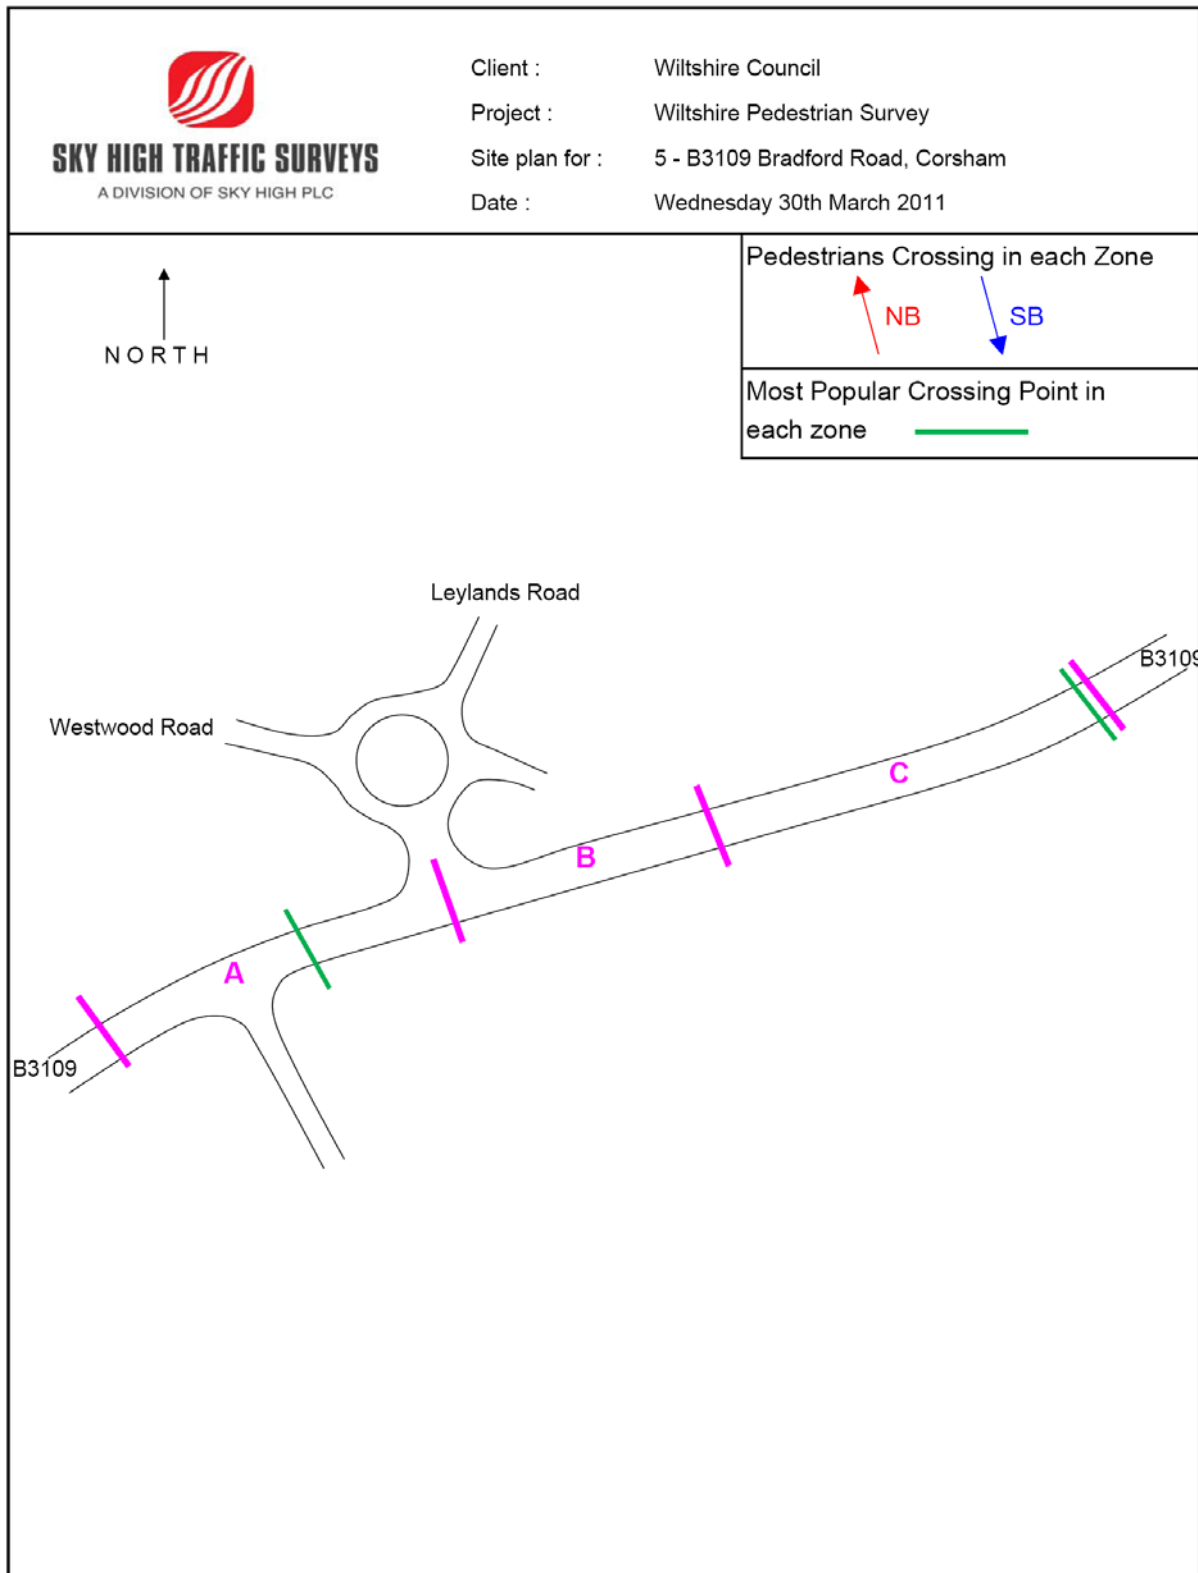 SKY HIGH TRAFFIC SURVEYS
A DIVISION OF SKY HIGH PLC
Client : Wiltshire Council
Project : Wiltshire Pedestrian Survey
Site plan for : 5 - B3109 Bradford Road, Corsham
Date : Wednesday 30th March 2011
NORTH
Pedestrians Crossing in each Zone
NB SB
Most Popular Crossing Point in
each zone
Leylands Road
B3109
Westwood Road
C
B
A
B3109